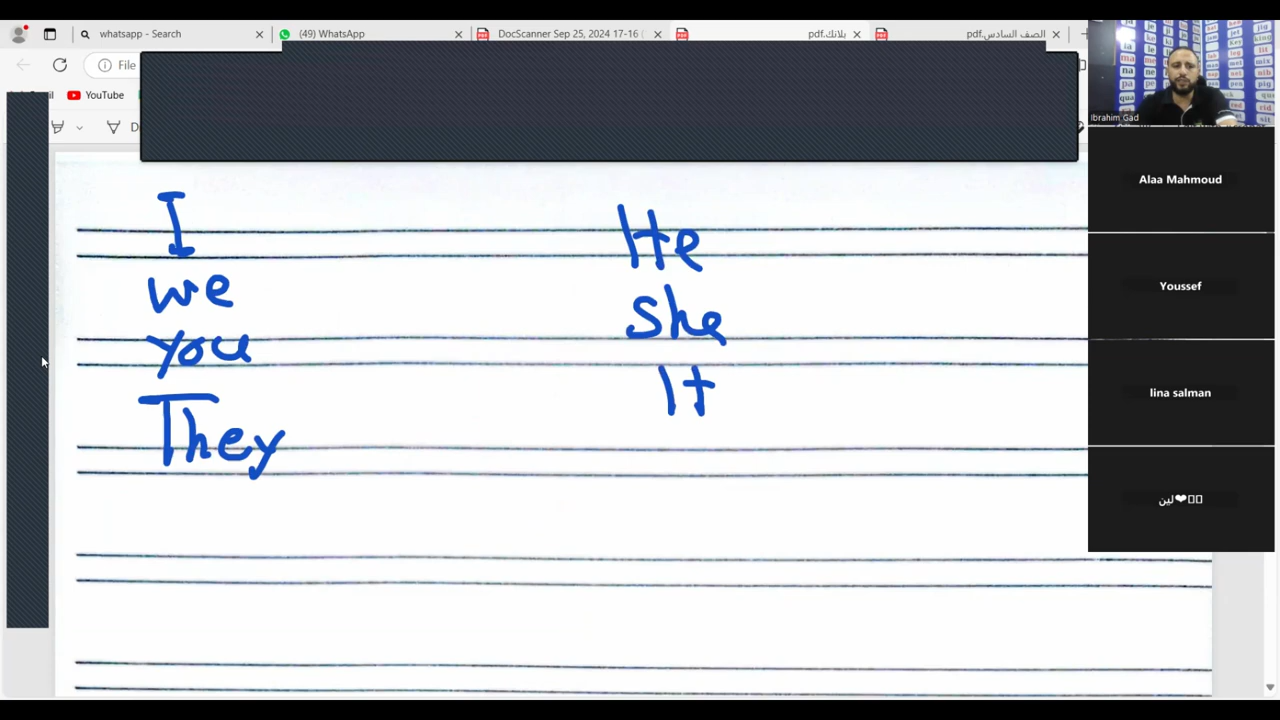 whatsapp - Search
(49) WhatsApp
DocScanner Sep 25, 2024 17-16
بلانك.pdf
الصف السادس.pdf
File
YouTube
Ibrahim Gad
Alaa Mahmoud
Youssef
lina salman
لين❤
I
we
you
They
He
She
It